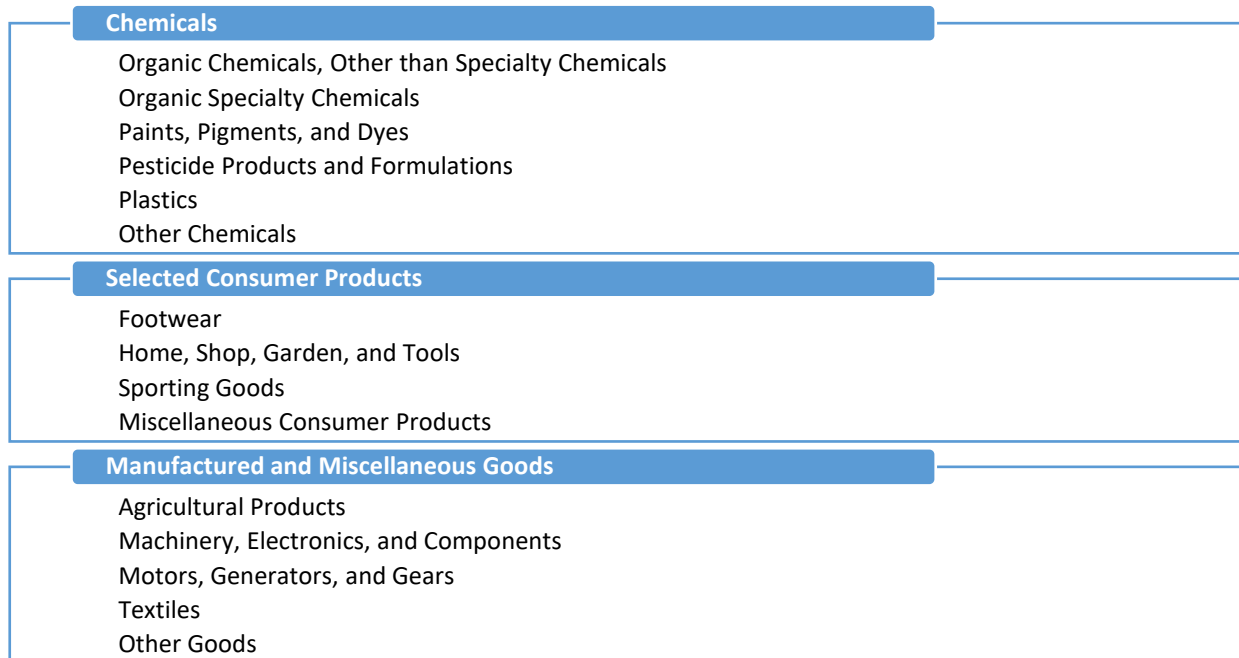 Chemicals
Organic Chemicals, Other than Specialty Chemicals
Organic Specialty Chemicals
Paints, Pigments, and Dyes
Pesticide Products and Formulations
Plastics
Other Chemicals
Selected Consumer Products
Footwear
Home, Shop, Garden, and Tools
Sporting Goods
Miscellaneous Consumer Products
Manufactured and Miscellaneous Goods
Agricultural Products
Machinery, Electronics, and Components
Motors, Generators, and Gears
Textiles
Other Goods